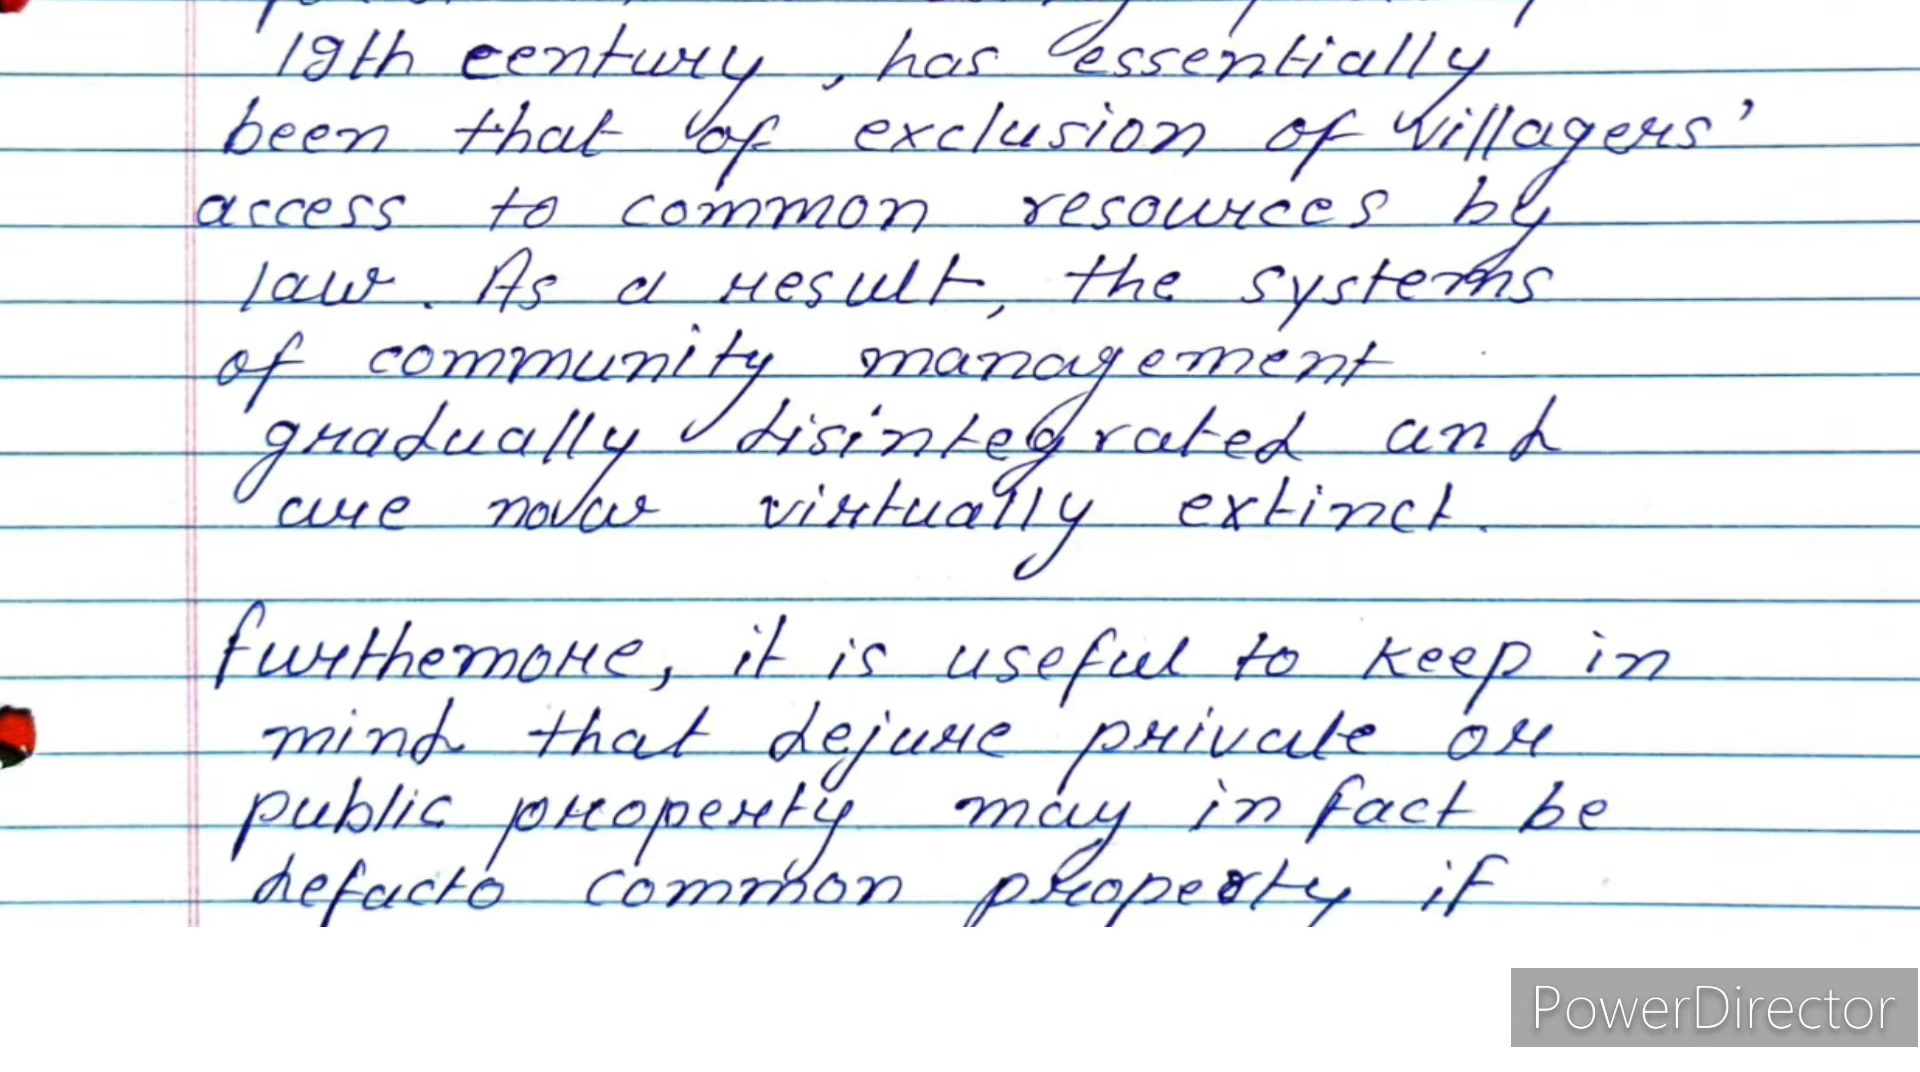 19th century, has essentially
been that of exclusion of villagers'
access to common resources by
law. As a result, the systems
of community management
gradually disintegrated and
are now virtually extinct.
furthemore, it is useful to keep in
mind that dejure private or
public property may in fact be
defacto common property if
PowerDirector